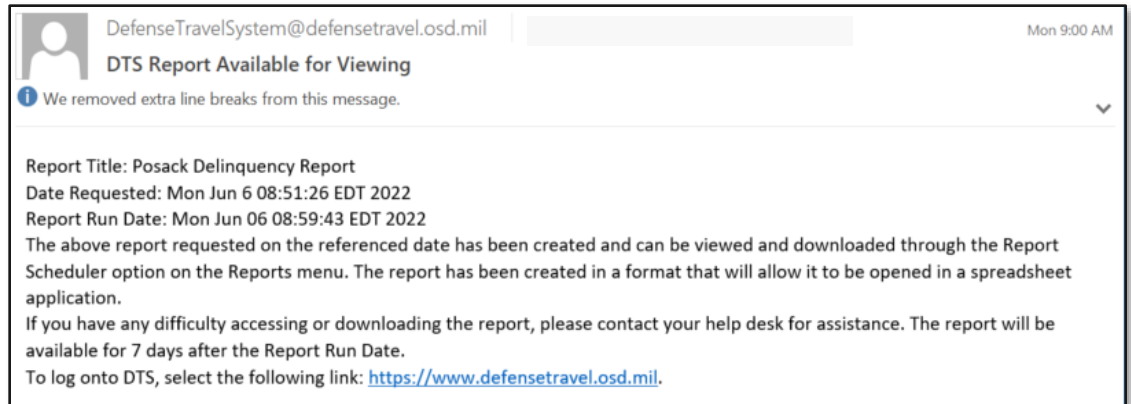 DefenseTravelSystem@defensetravel.osd.mil Mon 9:00 AM
DTS Report Available for Viewing
We removed extra line breaks from this message.
Report Title: Posack Delinquency Report
Date Requested: Mon Jun 6 08:51:26 EDT 2022
Report Run Date: Mon Jun 06 08:59:43 EDT 2022
The above report requested on the referenced date has been created and can be viewed and downloaded through the Report
Scheduler option on the Reports menu. The report has been created in a format that will allow it to be opened in a spreadsheet
application.
If you have any difficulty accessing or downloading the report, please contact your help desk for assistance. The report will be
available for 7 days after the Report Run Date.
To log onto DTS, select the following link: https://www.defensetravel.osd.mil.